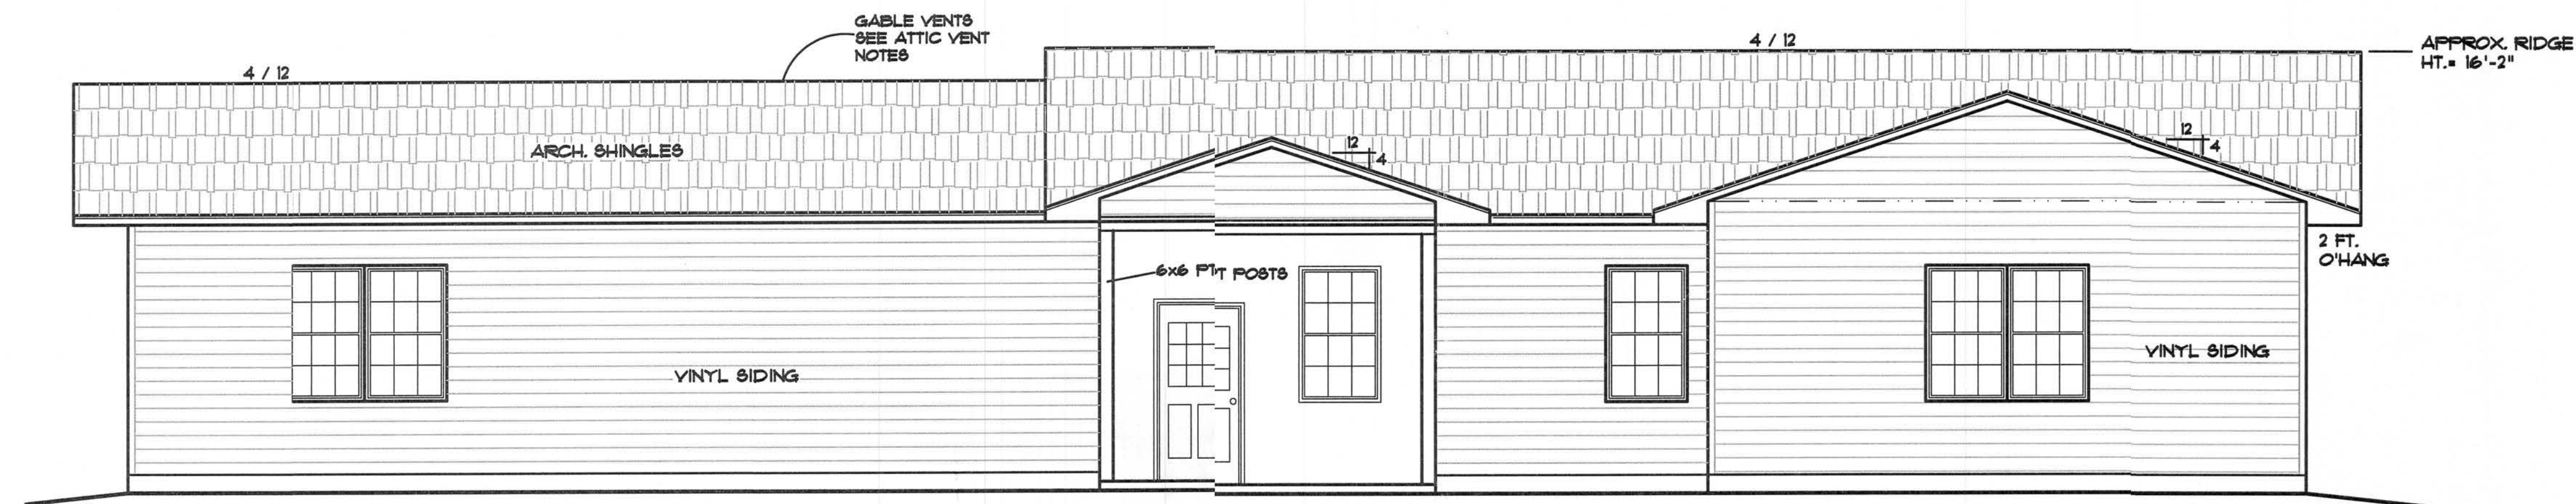 GABLE VENTS
SEE ATTIC VENT
NOTES
4 / 12
4 / 12
APPROX. RIDGE
HT.= 16'-2"
ARCH. SHINGLES
12
4
12
4
2 FT.
O'HANG
6x6 PT POSTS
VINYL SIDING
VINYL SIDING